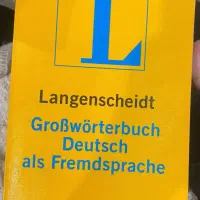 L
Langenscheidt
Großwörterbuch
Deutsch
als Fremdsprache